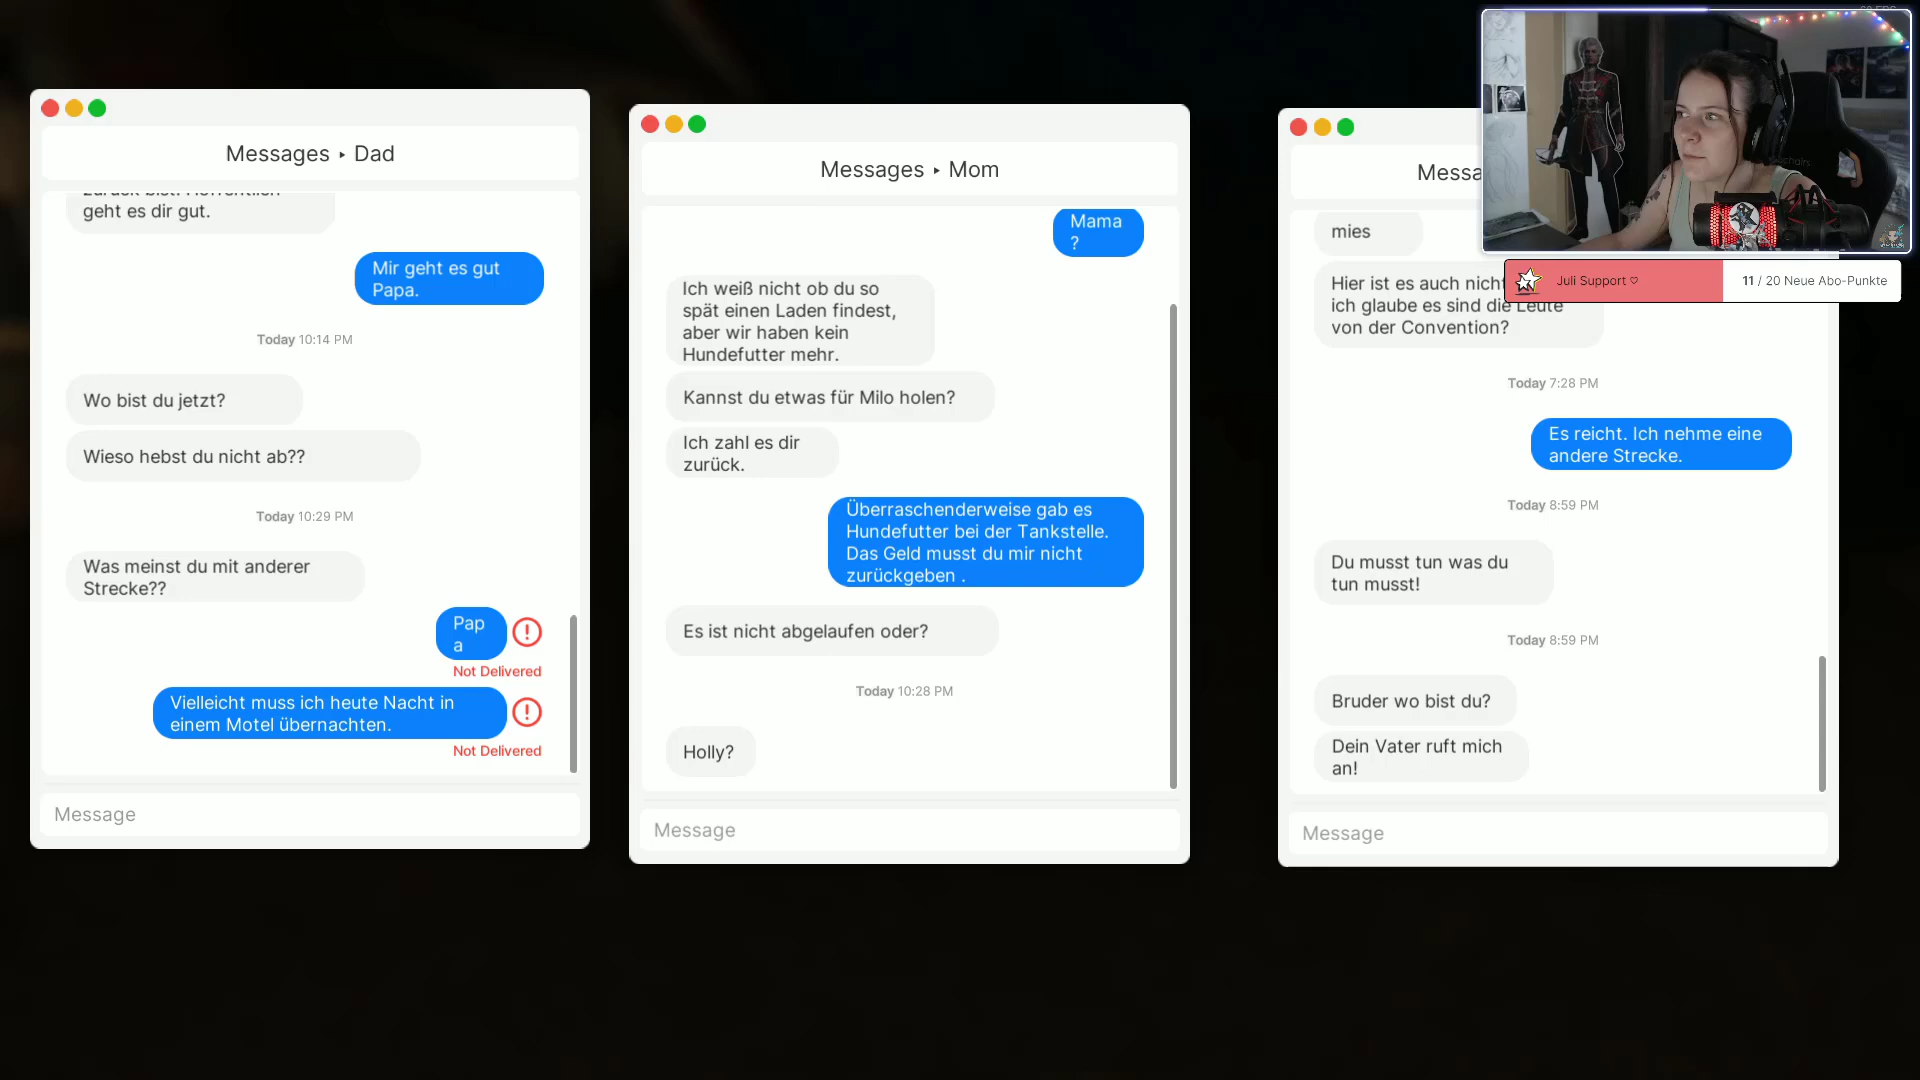 Messages ‣ Dad
geht es dir gut.
Mir geht es gut
Papa.
Today 10:14 PM
Wo bist du jetzt?
Wieso hebst du nicht ab??
Today 10:29 PM
Was meinst du mit anderer
Strecke??
Pap
a
Not Delivered
Vielleicht muss ich heute Nacht in
einem Motel übernachten.
Not Delivered
Message
Messages ‣ Mom
Mama
?
Ich weiß nicht ob du so
spät einen Laden findest,
aber wir haben kein
Hundefutter mehr.
Kannst du etwas für Milo holen?
Ich zahl es dir
zurück.
Überraschenderweise gab es
Hundefutter bei der Tankstelle.
Das Geld musst du mir nicht
zurückgeben .
Es ist nicht abgelaufen oder?
Today 10:28 PM
Holly?
Message
Messa
mies
Hier ist es auch nicht
ich glaube es sind die Leute
von der Convention?
Today 7:28 PM
Es reicht. Ich nehme eine
andere Strecke.
Today 8:59 PM
Du musst tun was du
tun musst!
Today 8:59 PM
Bruder wo bist du?
Dein Vater ruft mich
an!
Message
Juli Support ♡
11 / 20 Neue Abo-Punkte